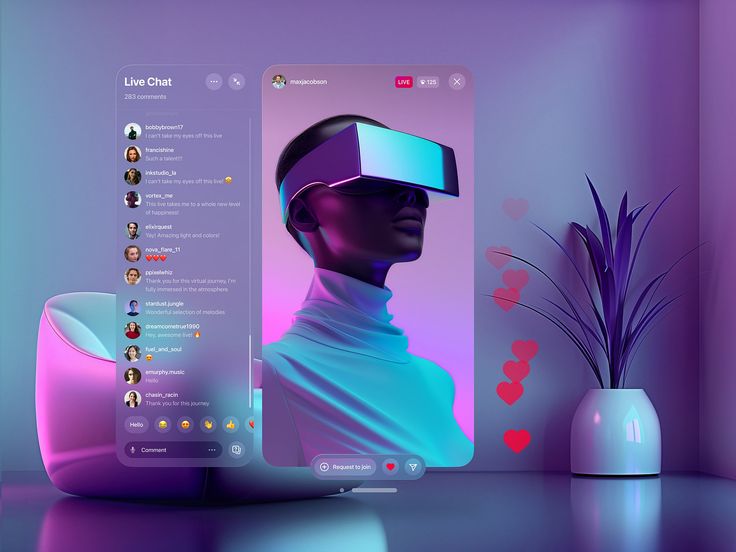 Live Chat
283 comments
bobbybrown17
I can't take my eyes off this live
francishine
Such a talent!!!
inkstudio_la
I can't take my eyes off this live! 🤩
vortex_me
This live takes me to a whole new level
of happiness!
elixirquest
Yay! Amazing light and colors!
nova_flare_11
❤️❤️❤️
ppixelwhiz
Thank you for this virtual journey, I'm
fully immersed in the atmosphere
stardust.jungle
Wonderful selection of melodies
dreamcometrue1990
Hey, awesome live! 🔥
fuel_and_soul
😍
emurphy.music
Hello
chasin_racin
Thank you for this journey
Hello 😂 😍 👋 👍 ❤️
Comment
maxjacobson
LIVE
125
Request to join